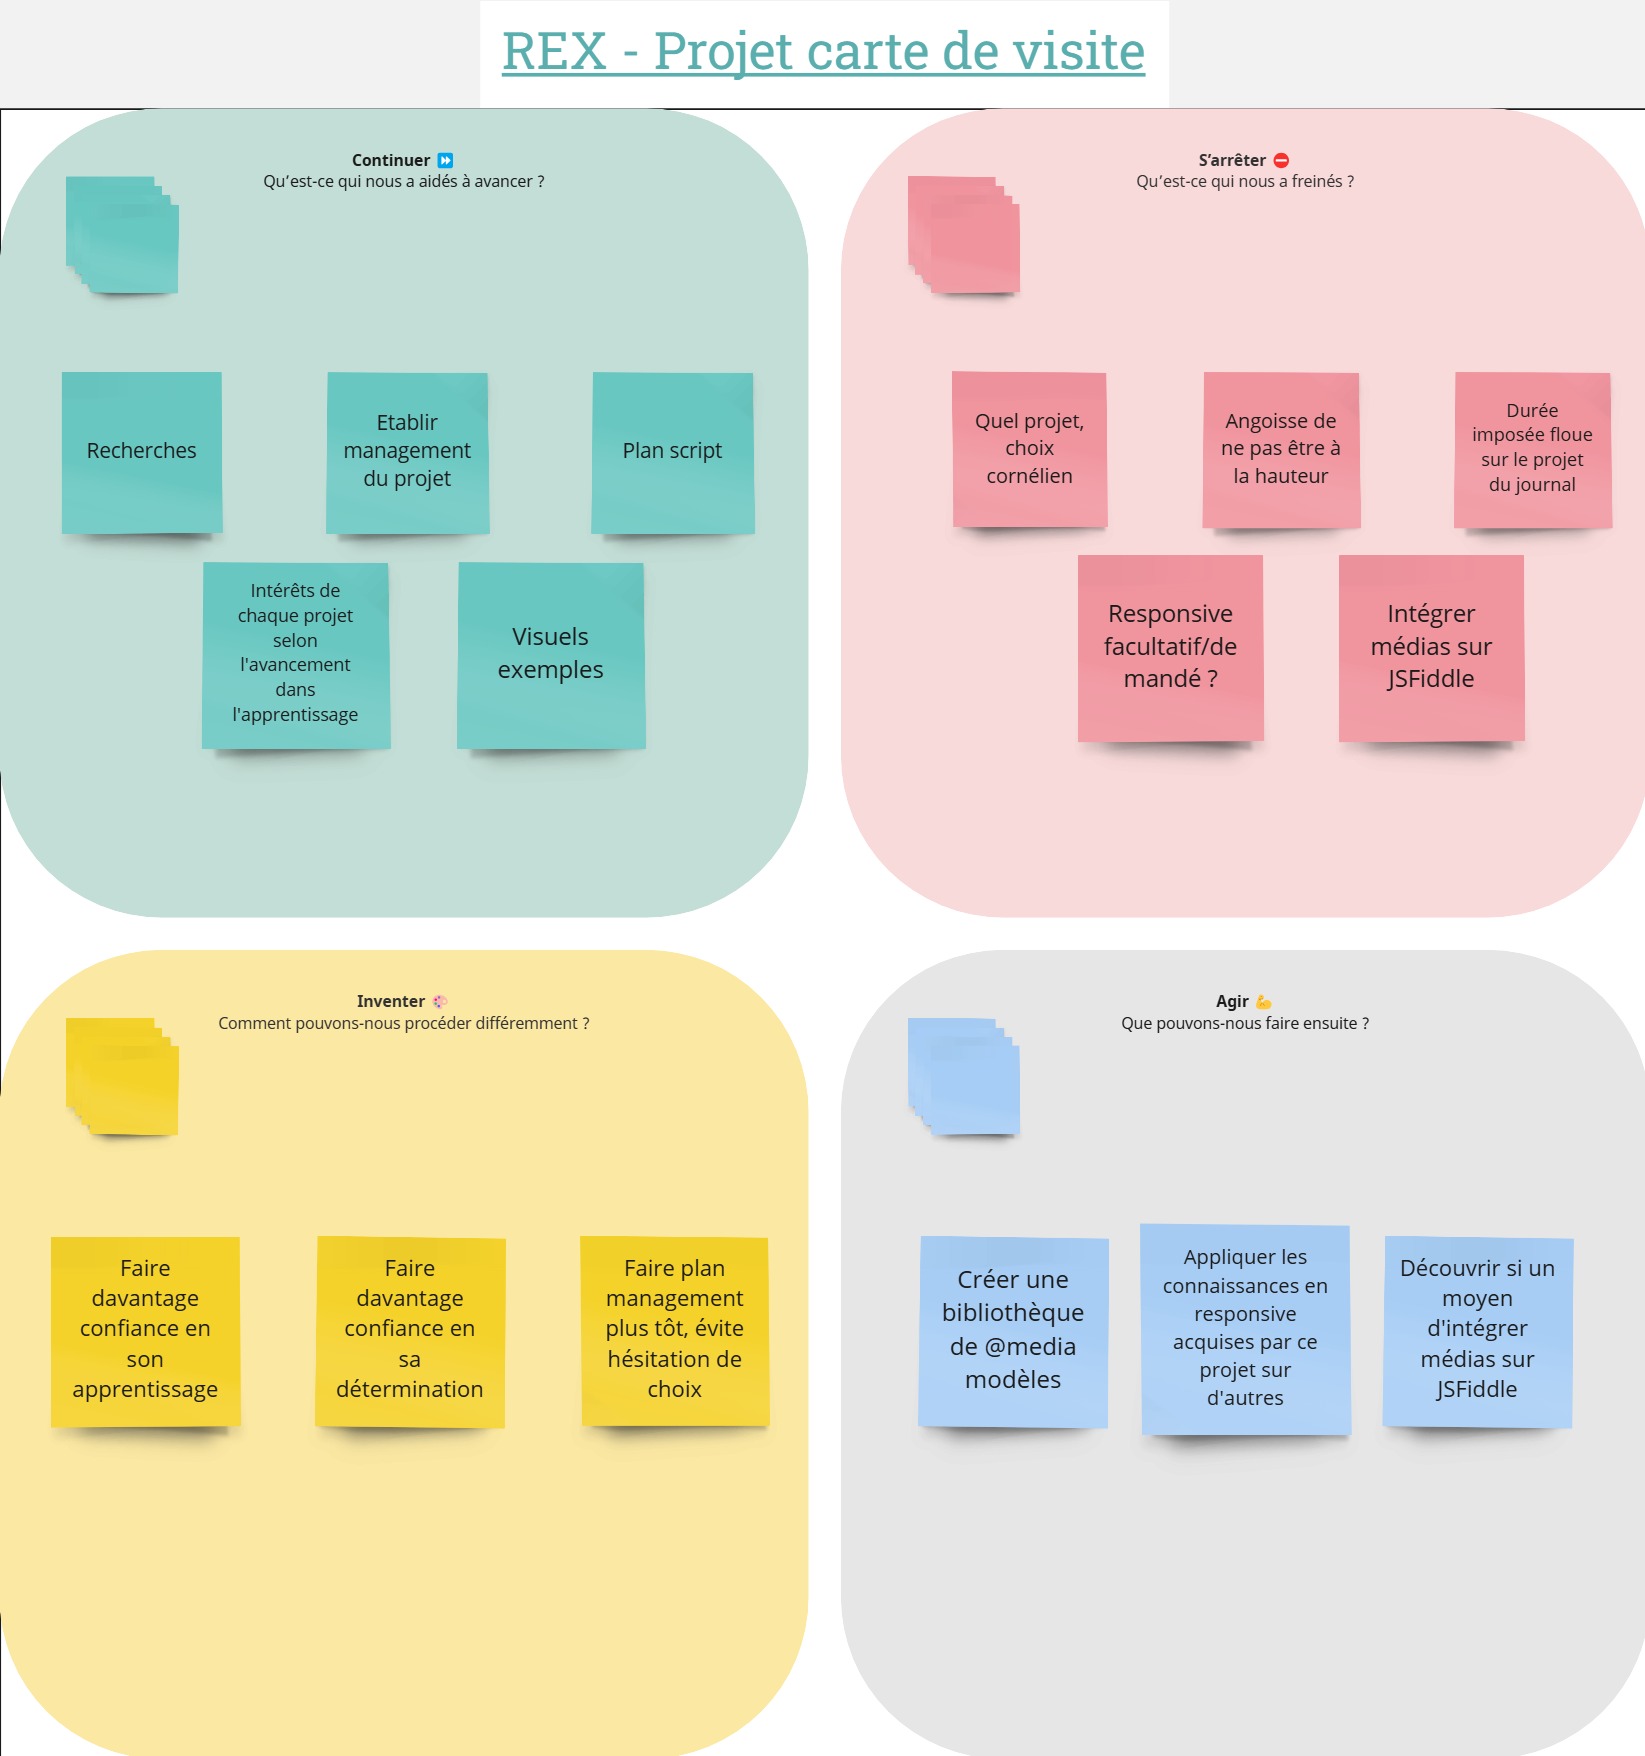 REX - Projet carte de visite
Continuer ⏩
Qu’est-ce qui nous a aidés à avancer ?
Recherches
Etablir
management
du projet
Plan script
Intérêts de
chaque projet
selon
l'avancement
dans
l'apprentissage
Visuels
exemples
S’arrêter ⛔
Qu’est-ce qui nous a freinés ?
Quel projet,
choix
cornélien
Angoisse de
ne pas être à
la hauteur
Durée
imposée floue
sur le projet
du journal
Responsive
facultatif/de
mandé ?
Intégrer
médias sur
JSFiddle
Inventer 🎨
Comment pouvons-nous procéder différemment ?
Faire
davantage
confiance en
son
apprentissage
Faire
davantage
confiance en
sa
détermination
Faire plan
management
plus tôt, évite
hésitation de
choix
Agir 💪
Que pouvons-nous faire ensuite ?
Créer une
bibliothèque
de @media
modèles
Appliquer les
connaissances en
responsive
acquises par ce
projet sur
d'autres
Découvrir si un
moyen
d'intégrer
médias sur
JSFiddle